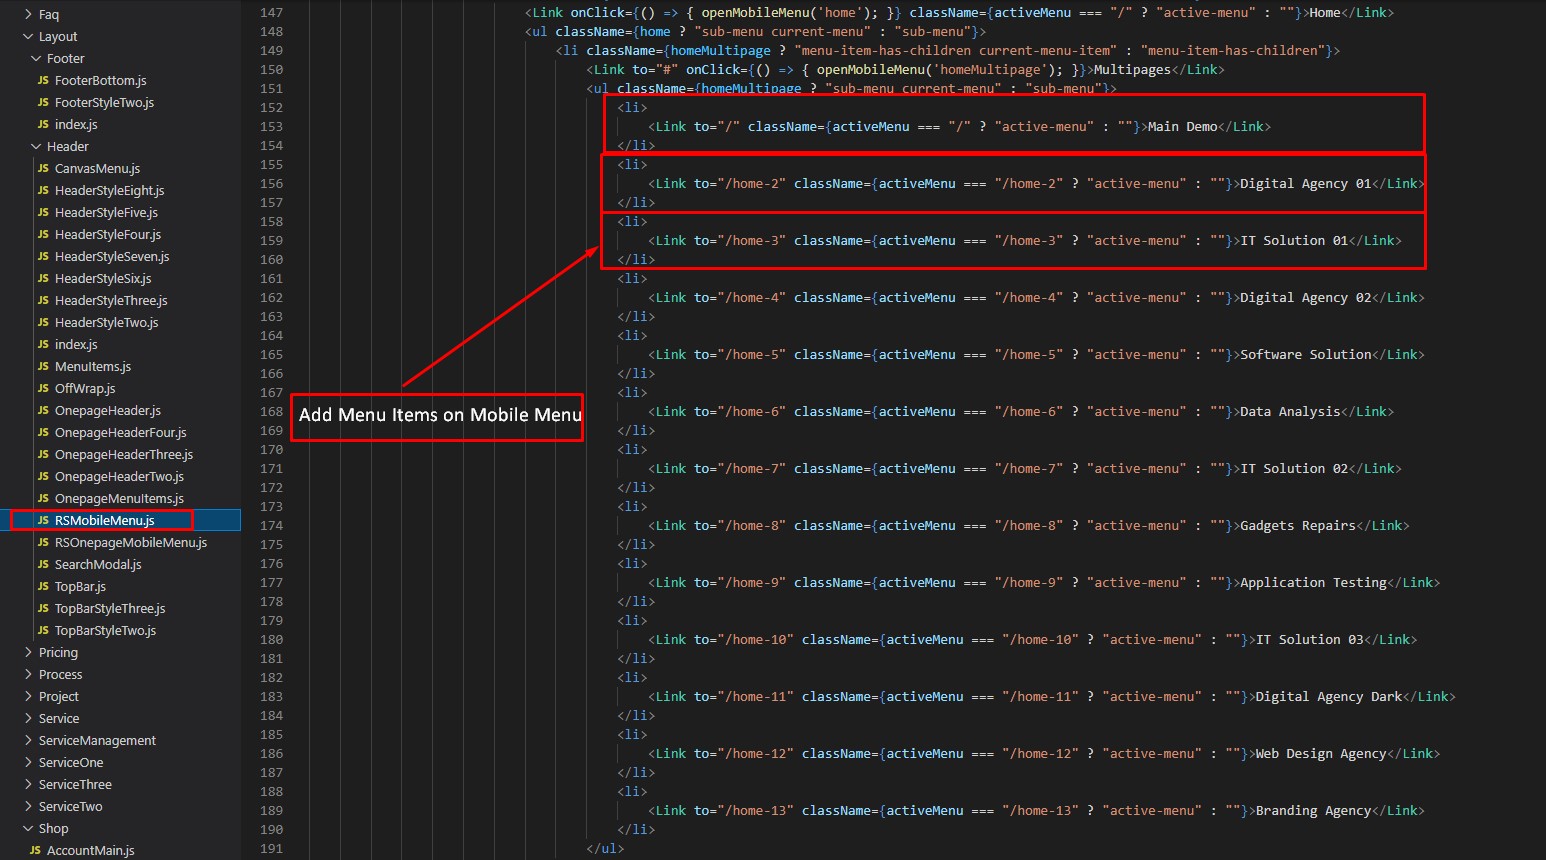 Faq
Layout
Footer
JS FooterBottom.js
JS FooterStyleTwo.js
JS index.js
Header
JS CanvasMenu.js
JS HeaderStyleEight.js
JS HeaderStyleFive.js
JS HeaderStyleFour.js
JS HeaderStyleSeven.js
JS HeaderStyleSix.js
JS HeaderStyleThree.js
JS HeaderStyleTwo.js
JS index.js
JS MenuItems.js
JS OffWrap.js
JS OnepageHeader.js
JS OnepageHeaderFour.js
JS OnepageHeaderThree.js
JS OnepageHeaderTwo.js
JS OnepageMenuItems.js
JS RSMobileMenu.js
JS RSOnepageMobileMenu.js
JS SearchModal.js
JS TopBar.js
JS TopBarStyleThree.js
JS TopBarStyleTwo.js
Pricing
Process
Project
Service
ServiceManagement
ServiceOne
ServiceThree
ServiceTwo
Shop
JS AccountMain.js
147 <Link onClick={() => { openMobileMenu('home'); }} className={activeMenu === "/" ? "active-menu" : ""}>Home</Link>
148 <ul className={home ? "sub-menu current-menu" : "sub-menu"}>
149 <li className={homeMultipage ? "menu-item-has-children current-menu-item" : "menu-item-has-children"}>
150 <Link to="#" onClick={() => { openMobileMenu('homeMultipage'); }}>Multipages</Link>
151 <ul className={homeMultipage ? "sub-menu current-menu" : "sub-menu"}>
152 <li>
153 <Link to="/" className={activeMenu === "/" ? "active-menu" : ""}>Main Demo</Link>
154 </li>
155 <li>
156 <Link to="/home-2" className={activeMenu === "/home-2" ? "active-menu" : ""}>Digital Agency 01</Link>
157 </li>
158 <li>
159 <Link to="/home-3" className={activeMenu === "/home-3" ? "active-menu" : ""}>IT Solution 01</Link>
160 </li>
161 <li>
162 <Link to="/home-4" className={activeMenu === "/home-4" ? "active-menu" : ""}>Digital Agency 02</Link>
163 </li>
164 <li>
165 <Link to="/home-5" className={activeMenu === "/home-5" ? "active-menu" : ""}>Software Solution</Link>
166 </li>
167 <li>
168 <Link to="/home-6" className={activeMenu === "/home-6" ? "active-menu" : ""}>Data Analysis</Link>
169 </li>
170 <li>
171 <Link to="/home-7" className={activeMenu === "/home-7" ? "active-menu" : ""}>IT Solution 02</Link>
172 </li>
173 <li>
174 <Link to="/home-8" className={activeMenu === "/home-8" ? "active-menu" : ""}>Gadgets Repairs</Link>
175 </li>
176 <li>
177 <Link to="/home-9" className={activeMenu === "/home-9" ? "active-menu" : ""}>Application Testing</Link>
178 </li>
179 <li>
180 <Link to="/home-10" className={activeMenu === "/home-10" ? "active-menu" : ""}>IT Solution 03</Link>
181 </li>
182 <li>
183 <Link to="/home-11" className={activeMenu === "/home-11" ? "active-menu" : ""}>Digital Agency Dark</Link>
184 </li>
185 <li>
186 <Link to="/home-12" className={activeMenu === "/home-12" ? "active-menu" : ""}>Web Design Agency</Link>
187 </li>
188 <li>
189 <Link to="/home-13" className={activeMenu === "/home-13" ? "active-menu" : ""}>Branding Agency</Link>
190 </li>
191 </ul>
Add Menu Items on Mobile Menu